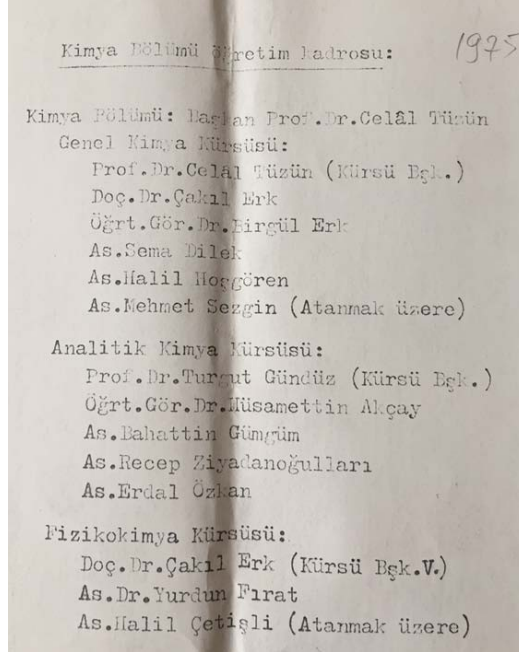 Kimya Bölümü Öğretim kadrosu:
1975
Kimya Bölümü: Başkan Prof.Dr.Celâl Tüzün
Genel Kimya Kürsüsü:
Prof.Dr.Celâl Tüzün (Kürsü Bşk.)
Doç.Dr.Çakıl Erk
Öğrt.Gör.Dr.Birgül Erk
As.Sema Dilek
As.Halil Hoşgören
As.Mehmet Sezgin (Atanmak üzere)
Analitik Kimya Kürsüsü:
Prof.Dr.Turgut Gündüz (Kürsü Bşk.)
Öğrt.Gör.Dr.Hüsamettin Akçay
As.Bahattin Gümgüm
As.Recep Ziyadanoğulları
As.Erdal Özkan
Fizikokimya Kürsüsü:
Doç.Dr.Çakıl Erk (Kürsü Bşk.V.)
As.Dr.Yurdun Fırat
As.Halil Çetişli (Atanmak üzere)